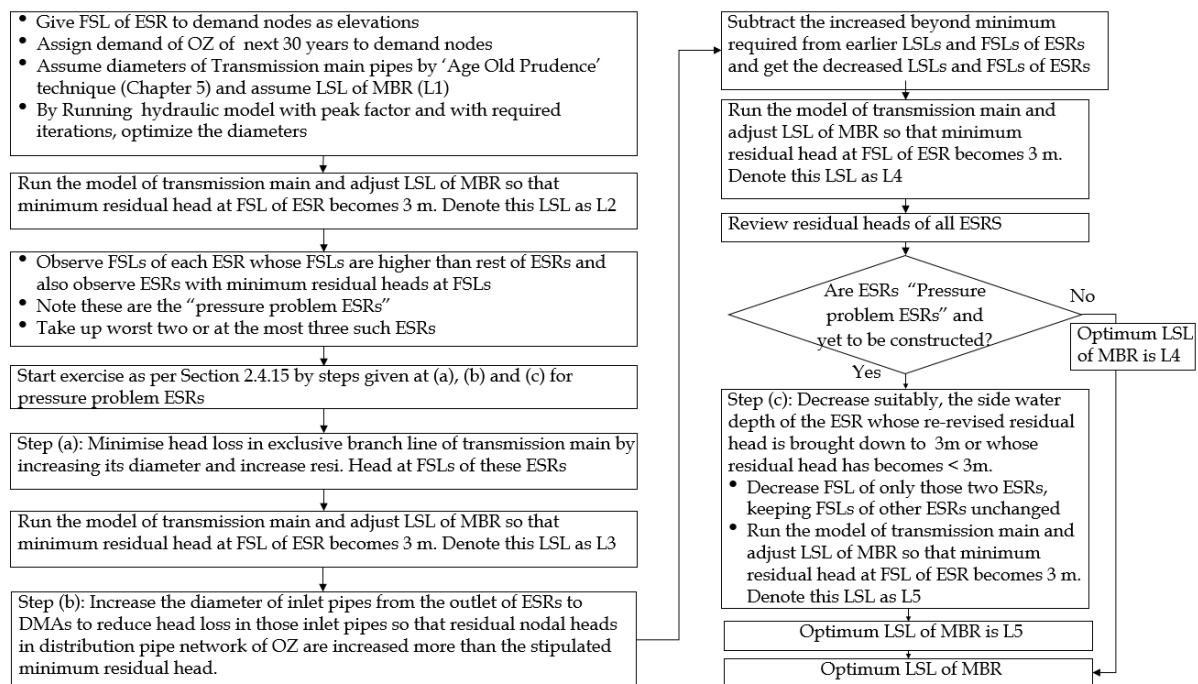 • Give FSL of ESR to demand nodes as elevations
• Assign demand of OZ of next 30 years to demand nodes
• Assume diameters of Transmission main pipes by ‘Age Old Prudence’
technique (Chapter 5) and assume LSL of MBR (L1)
• By Running hydraulic model with peak factor and with required
iterations, optimize the diameters
Run the model of transmission main and adjust LSL of MBR so that
minimum residual head at FSL of ESR becomes 3 m. Denote this LSL as L2
• Observe FSLs of each ESR whose FSLs are higher than rest of ESRs and
also observe ESRs with minimum residual heads at FSLs
• Note these are the “pressure problem ESRs”
• Take up worst two or at the most three such ESRs
Start exercise as per Section 2.4.15 by steps given at (a), (b) and (c) for
pressure problem ESRs
Step (a): Minimise head loss in exclusive branch line of transmission main by
increasing its diameter and increase resi. Head at FSLs of these ESRs
Run the model of transmission main and adjust LSL of MBR so that
minimum residual head at FSL of ESR becomes 3 m. Denote this LSL as L3
Step (b): Increase the diameter of inlet pipes from the outlet of ESRs to
DMAs to reduce head loss in those inlet pipes so that residual nodal heads
in distribution pipe network of OZ are increased more than the stipulated
minimum residual head.
Subtract the increased beyond minimum
required from earlier LSLs and FSLs of ESRs
and get the decreased LSLs and FSLs of ESRs
Run the model of transmission main and
adjust LSL of MBR so that minimum
residual head at FSL of ESR becomes 3 m.
Denote this LSL as L4
Review residual heads of all ESRS
Are ESRs “Pressure
problem ESRs” and
yet to be constructed?
No
Optimum LSL
of MBR is L4
Yes
Step (c): Decrease suitably, the side water
depth of the ESR whose re-revised residual
head is brought down to 3m or whose
residual head has becomes < 3m.
• Decrease FSL of only those two ESRs,
keeping FSLs of other ESRs unchanged
• Run the model of transmission main and
adjust LSL of MBR so that minimum
residual head at FSL of ESR becomes 3 m.
Denote this LSL as L5
Optimum LSL of MBR is L5
Optimum LSL of MBR